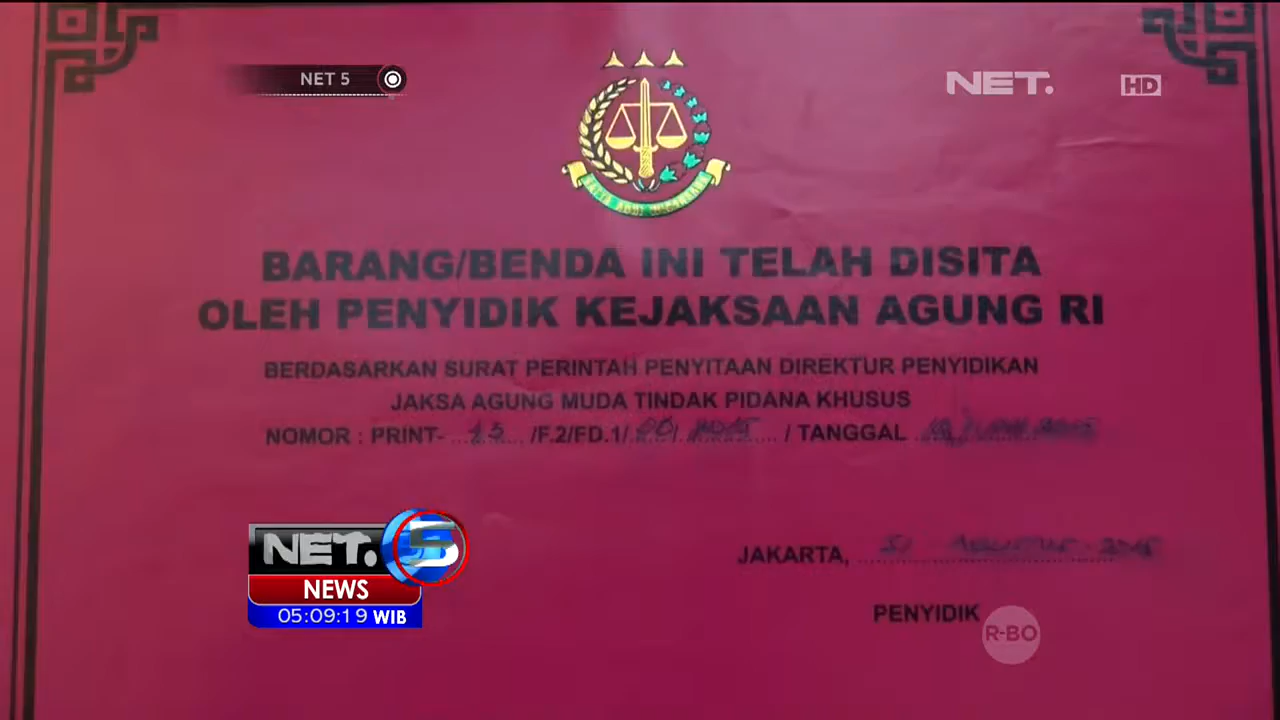 NET 5
NET.
HD
BARANG/BENDA INI TELAH DISITA
OLEH PENYIDIK KEJAKSAAN AGUNG RI
BERDASARKAN SURAT PERINTAH PENYITAAN DIREKTUR PENYIDIKAN
JAKSA AGUNG MUDA TINDAK PIDANA KHUSUS
NOMOR : PRINT- /F.2/FD.1/ / TANGGAL
JAKARTA, AGUSTUS - 2015
PENYIDIK
R-BO
NET. 5
NEWS
05:09:19 WIB